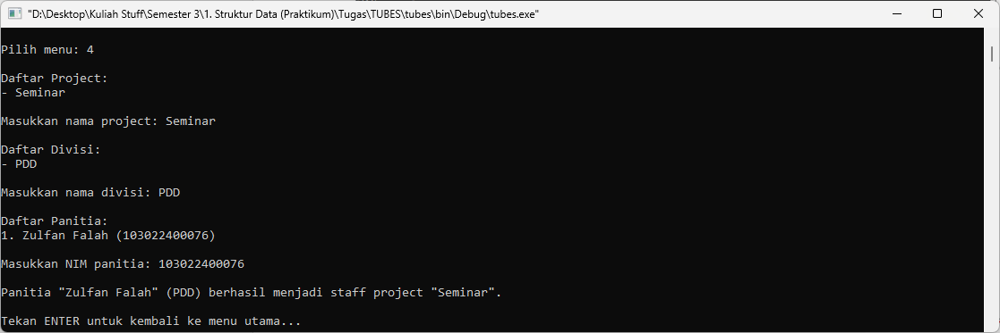 "D:\Desktop\Kuliah Stuff\Semester 3\1. Struktur Data (Praktikum)\Tugas\TUBES\tubes\bin\Debug\tubes.exe"
Pilih menu: 4
Daftar Project:
- Seminar
Masukkan nama project: Seminar
Daftar Divisi:
- PDD
Masukkan nama divisi: PDD
Daftar Panitia:
1. Zulfan Falah (103022400076)
Masukkan NIM panitia: 103022400076
Panitia "Zulfan Falah" (PDD) berhasil menjadi staff project "Seminar".
Tekan ENTER untuk kembali ke menu utama...